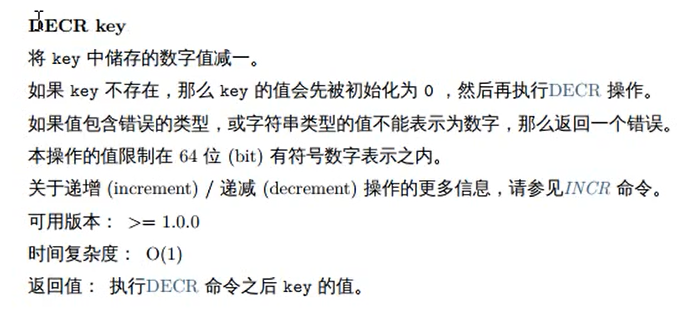 DECR key
将 key 中储存的数字值减一。
如果 key 不存在，那么 key 的值会先被初始化为 0 ，然后再执行DECR 操作。
如果值包含错误的类型，或字符串类型的值不能表示为数字，那么返回一个错误。
本操作的值限制在 64 位 (bit) 有符号数字表示之内。
关于递增 (increment) / 递减 (decrement) 操作的更多信息，请参见INCR 命令。
可用版本： >= 1.0.0
时间复杂度： O(1)
返回值： 执行DECR 命令之后 key 的值。